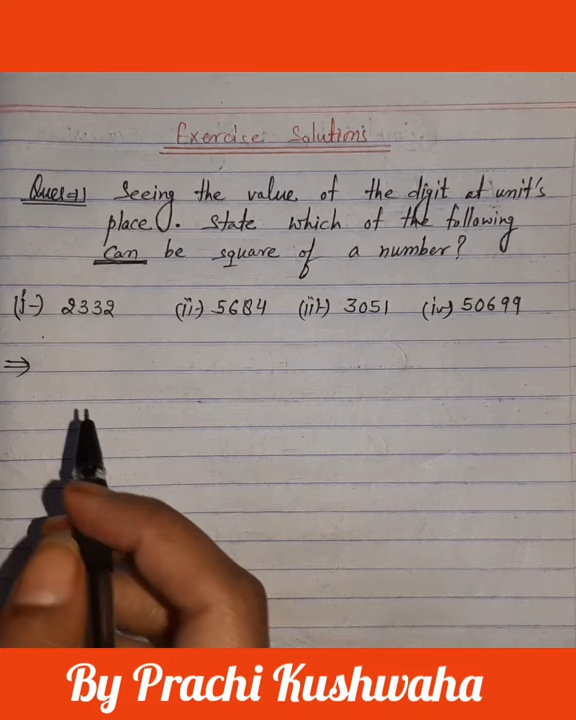 Exercise Solutions
Ques→1 Seeing the value of the digit at unit's
place. State which of the following
can be square of a number?
(i-) 2332 (ii-) 5684 (iii-) 3051 (iv-) 50699
⇒
By Prachi Kushwaha